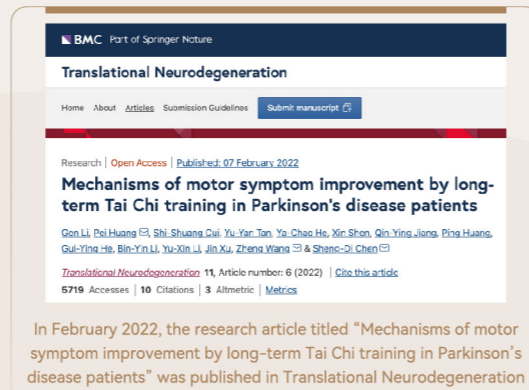 BMC Part of Springer Nature
Translational Neurodegeneration
Home About Articles Submission Guidelines Submit manuscript
Research | Open Access | Published: 07 February 2022
Mechanisms of motor symptom improvement by long-
term Tai Chi training in Parkinson's disease patients
Gen Li, Pei Huang, Shi-Shuang Cui, Yu-Yan Tan, Ya-Chao He, Xin Shen, Qin-Ying Jiang, Ping Huang,
Gui-Ying He, Bin-Yin Li, Yu-Xin Li, Jin Xu, Zheng Wang & Sheng-Di Chen
Translational Neurodegeneration 11, Article number: 6 (2022) | Cite this article
5719 Accesses | 10 Citations | 3 Altmetric | Metrics
In February 2022, the research article titled “Mechanisms of motor
symptom improvement by long-term Tai Chi training in Parkinson’s
disease patients” was published in Translational Neurodegeneration